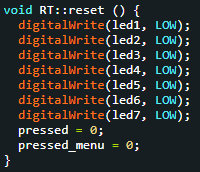 void RT::reset () {
  digitalWrite(led1, LOW);
  digitalWrite(led2, LOW);
  digitalWrite(led3, LOW);
  digitalWrite(led4, LOW);
  digitalWrite(led5, LOW);
  digitalWrite(led6, LOW);
  digitalWrite(led7, LOW);
  pressed = 0;
  pressed_menu = 0;
}